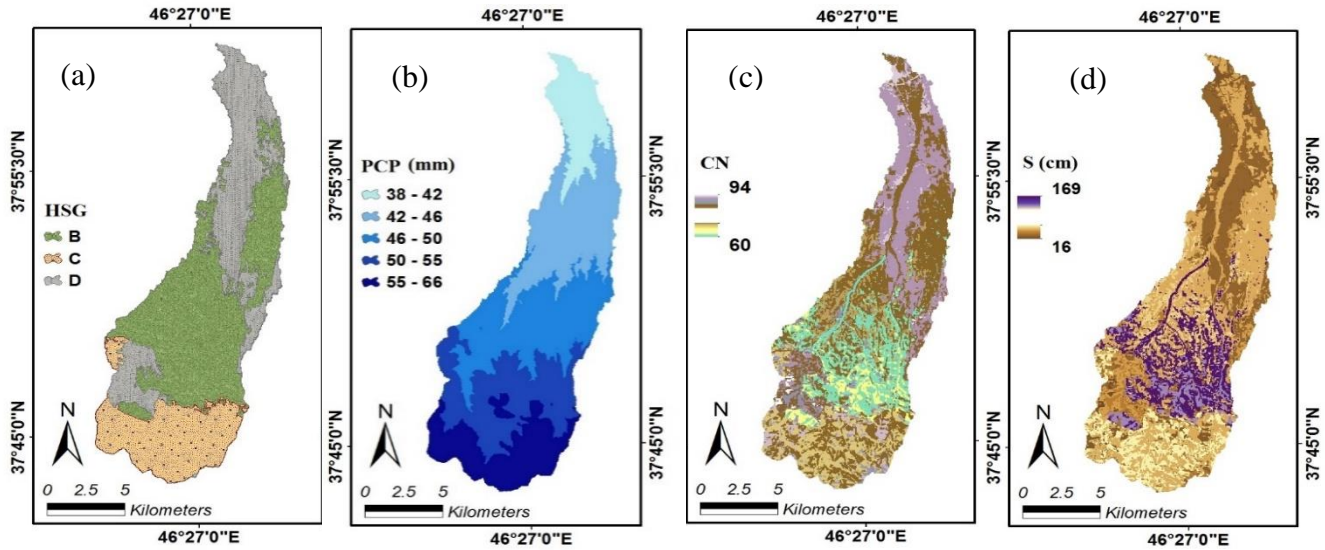 46°27'0"E
(a)
37°55'30"N
HSG
B
C
D
37°45'0"N
N
0 2.5 5
Kilometers
46°27'0"E
46°27'0"E
(b)
PCP (mm)
38 - 42
42 - 46
46 - 50
50 - 55
55 - 66
37°55'30"N
37°45'0"N
N
0 2.5 5
Kilometers
46°27'0"E
46°27'0"E
(c)
CN
94
60
37°55'30"N
37°45'0"N
N
0 2.5 5
Kilometers
46°27'0"E
46°27'0"E
(d)
S (cm)
169
16
37°55'30"N
37°45'0"N
N
0 2.5 5
Kilometers
46°27'0"E